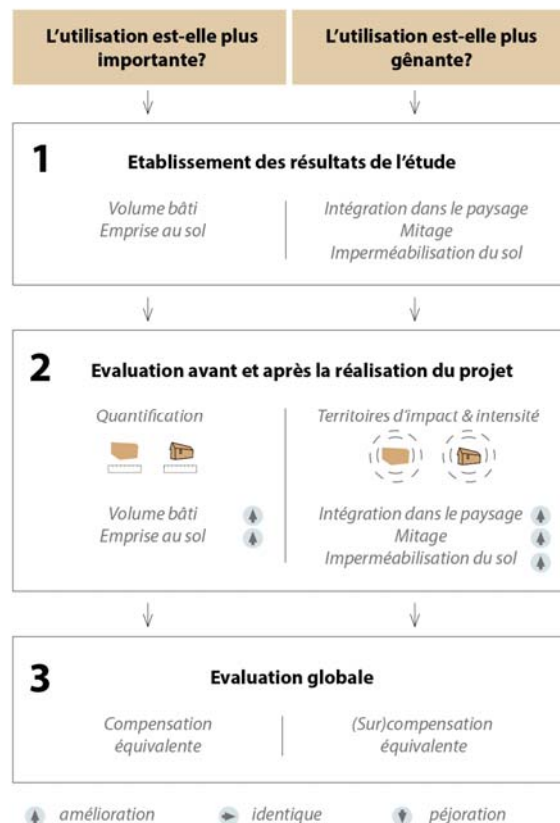 L'utilisation est-elle plus
importante?
L'utilisation est-elle plus
gênante?
1
Etablissement des résultats de l'étude
Volume bâti
Emprise au sol
Intégration dans le paysage
Mitage
Imperméabilisation du sol
2
Evaluation avant et après la réalisation du projet
Quantification
Territoires d'impact & intensité
Volume bâti
Emprise au sol
Intégration dans le paysage
Mitage
Imperméabilisation du sol
3
Evaluation globale
Compensation
équivalente
(Sur)compensation
équivalente
amélioration
identique
péjoration